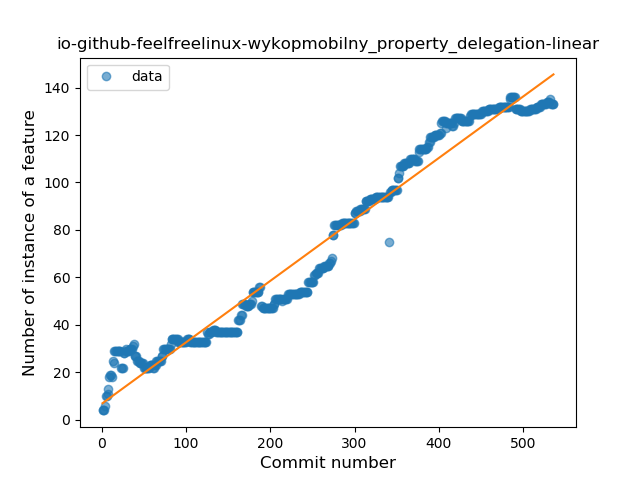 io-github-feelfreelinux-wykopmobilny_property_delegation-linear
data
Number of instance of a feature
140
120
100
80
60
40
20
0
0 100 200 300 400 500
Commit number